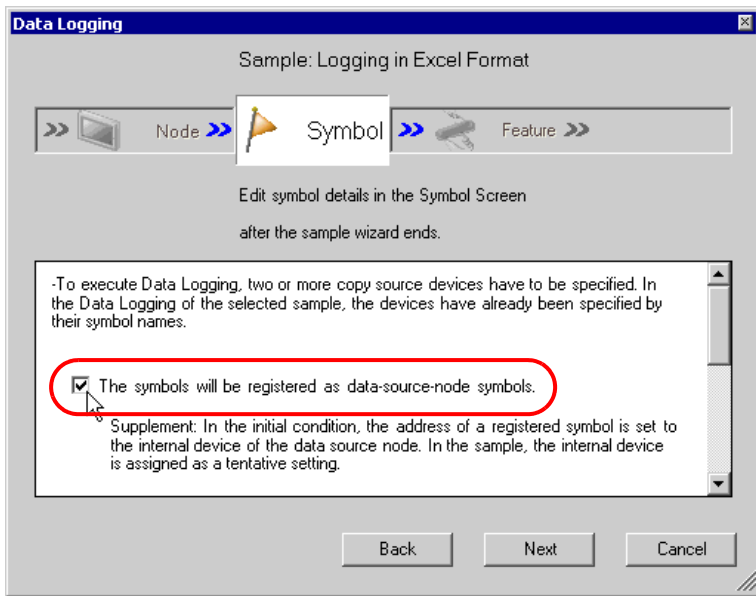 Data Logging
Sample: Logging in Excel Format
Node
Symbol
Feature
Edit symbol details in the Symbol Screen
after the sample wizard ends.
-To execute Data Logging, two or more copy source devices have to be specified. In
the Data Logging of the selected sample, the devices have already been specified by
their symbol names.
The symbols will be registered as data-source-node symbols.
Supplement: In the initial condition, the address of a registered symbol is set to
the internal device of the data source node. In the sample, the internal device
is assigned as a tentative setting.
Back
Next
Cancel